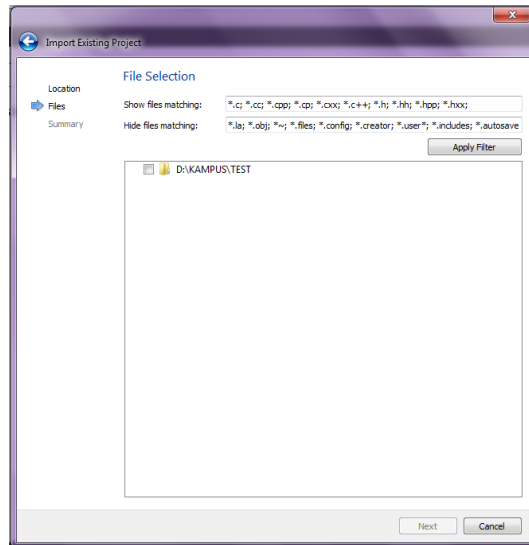 Import Existing Project
Location
Files
Summary
File Selection
Show files matching: *.c; *.cc; *.cpp; *.cp; *.cxx; *.c++; *.h; *.hh; *.hpp; *.hxx;
Hide files matching: *.la; *.obj; *~; *.files; *.config; *.creator; *.user*; *.includes; *.autosave
Apply Filter
D:\KAMPUS\TEST
Next Cancel